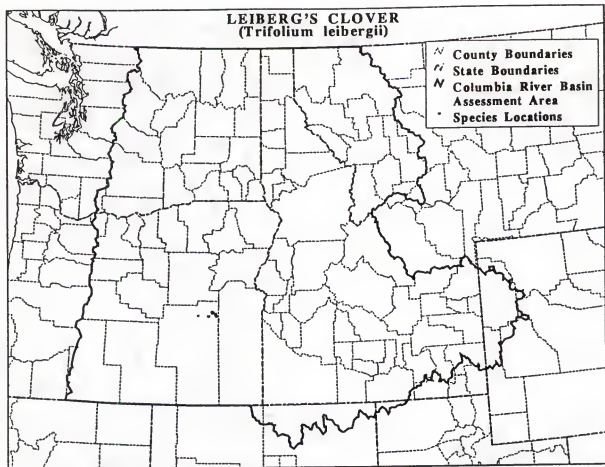 LEIBERG'S CLOVER
(Trifolium leibergii)
County Boundaries
State Boundaries
Columbia River Basin
Assessment Area
Species Locations